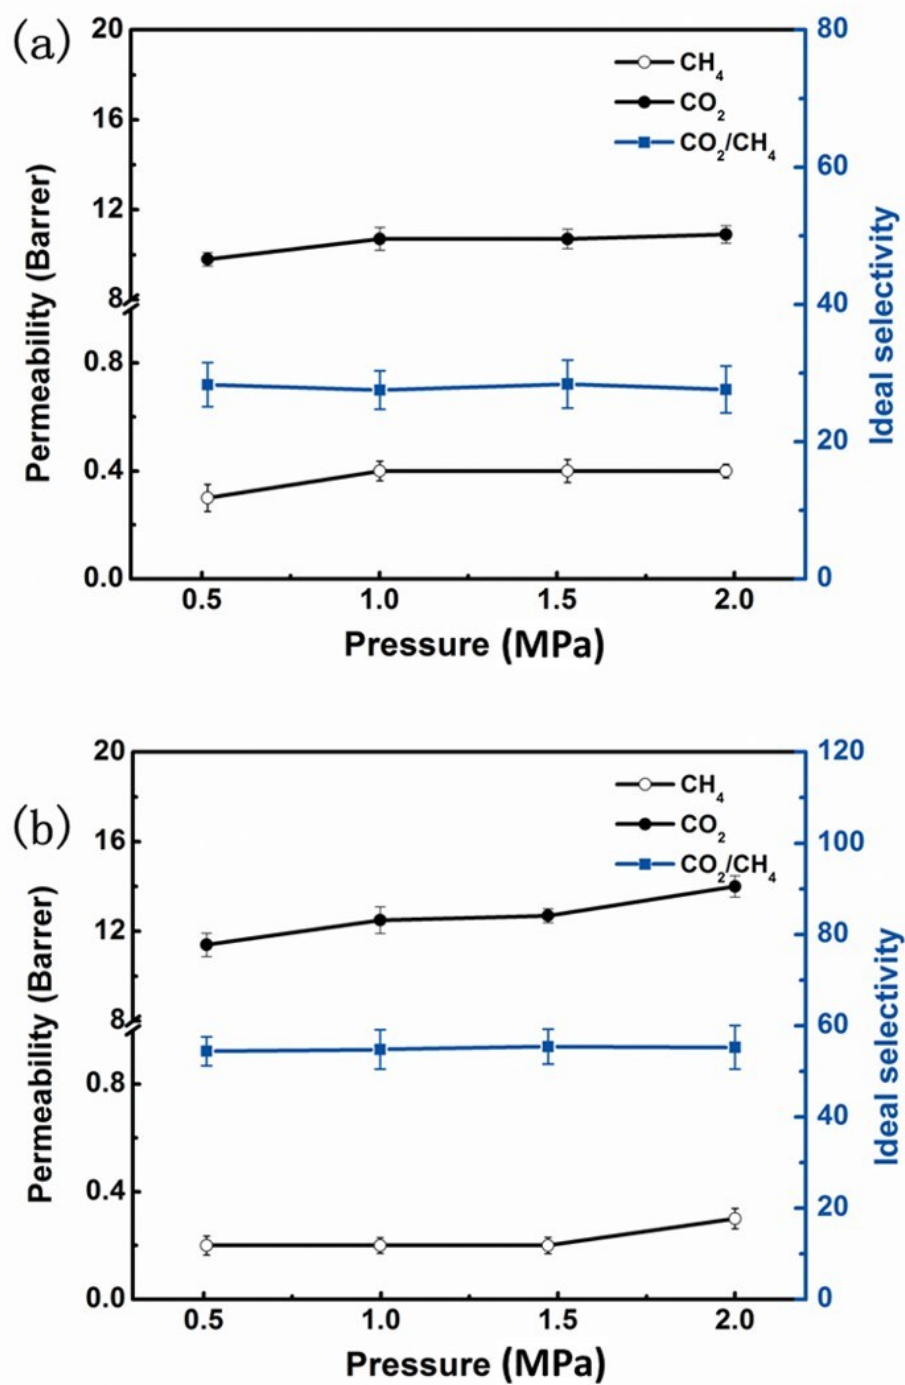 (a)
20
16
12
8
0.8
0.4
0.0
Permeability (Barrer)
CH₄
CO₂
CO₂/CH₄
80
60
40
20
0
Ideal selectivity
0.5 1.0 1.5 2.0
Pressure (MPa)
(b)
20
16
12
8
0.8
0.4
0.0
Permeability (Barrer)
CH₄
CO₂
CO₂/CH₄
120
100
80
60
40
20
0
Ideal selectivity
0.5 1.0 1.5 2.0
Pressure (MPa)